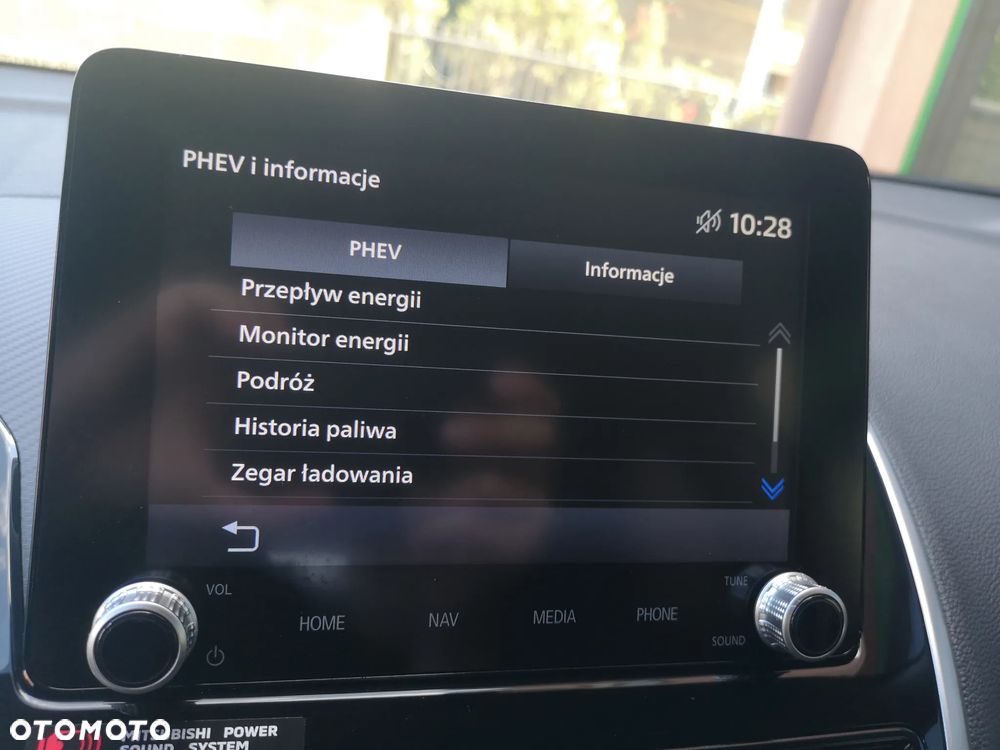 PHEV i informacje
10:28
PHEV
Informacje
Przepływ energii
Monitor energii
Podróż
Historia paliwa
Zegar ładowania
VOL
TUNE
HOME
NAV
MEDIA
PHONE
SOUND
OTOMOTO
MITSUBISHI POWER
SOUND SYSTEM